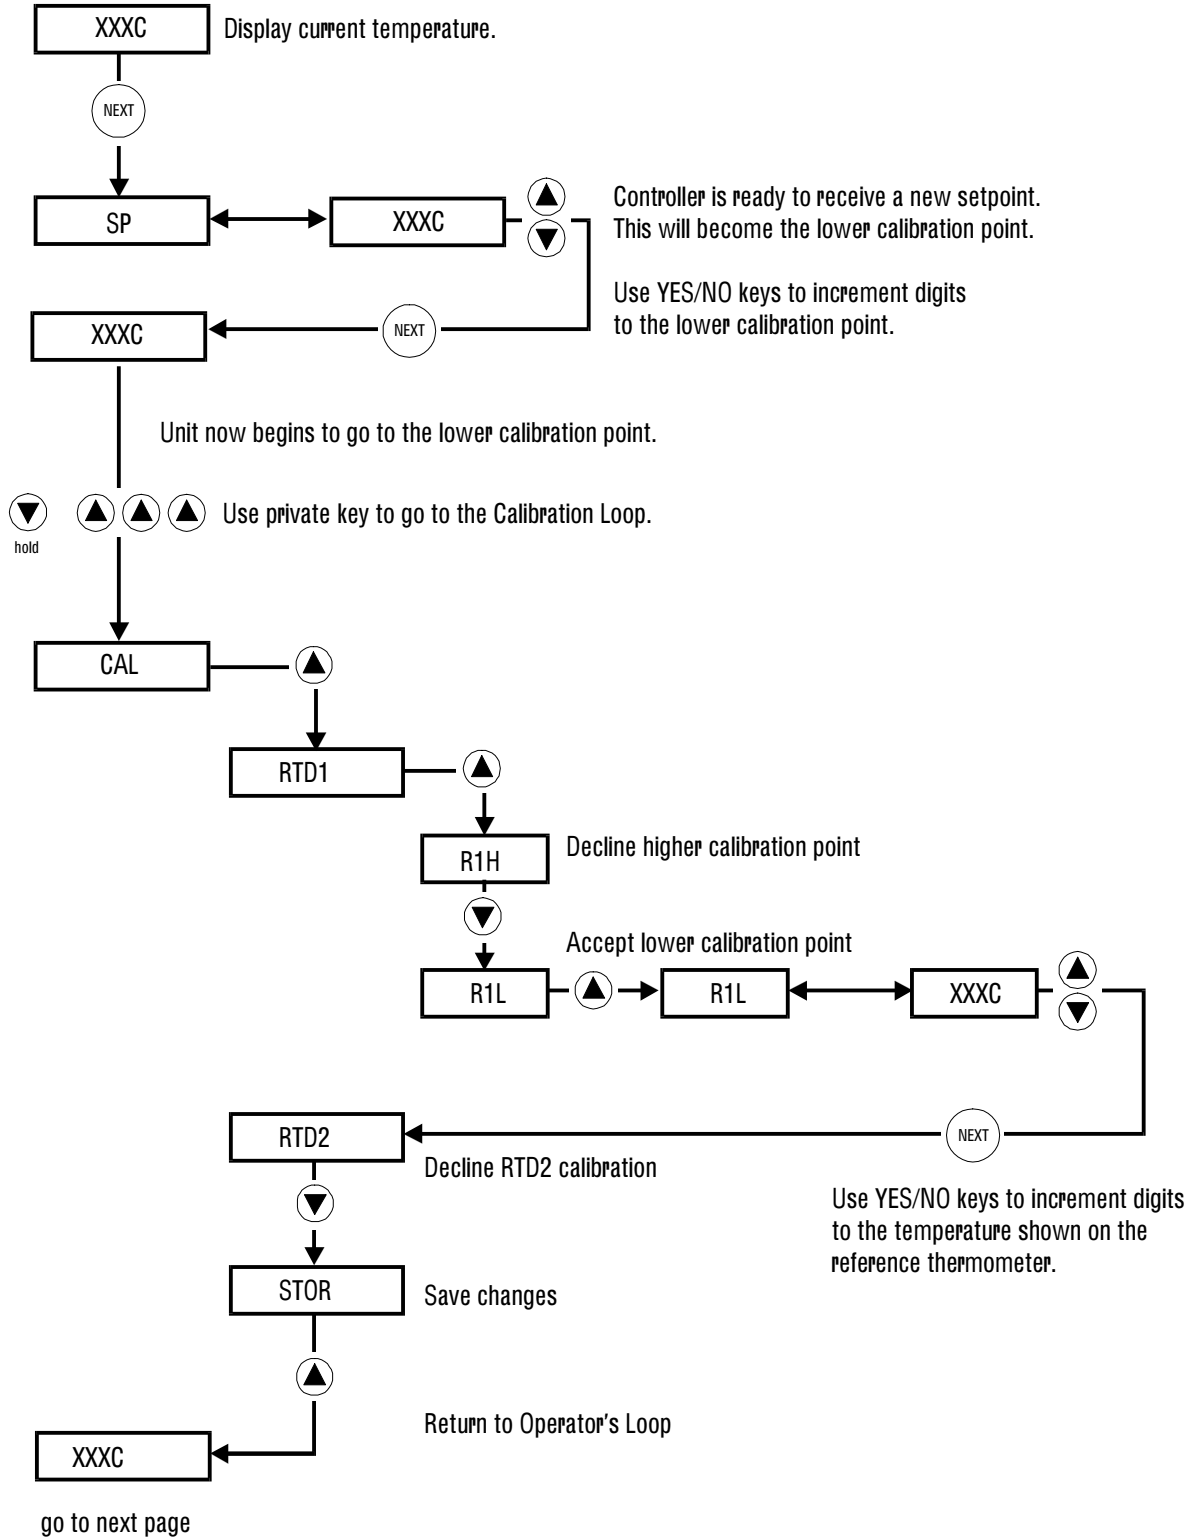 XXXC
Display current temperature.
NEXT
SP
XXXC
Controller is ready to receive a new setpoint.
This will become the lower calibration point.
Use YES/NO keys to increment digits
to the lower calibration point.
XXXC
NEXT
Unit now begins to go to the lower calibration point.
hold
Use private key to go to the Calibration Loop.
CAL
RTD1
R1H
Decline higher calibration point
Accept lower calibration point
R1L
R1L
XXXC
RTD2
NEXT
Decline RTD2 calibration
Use YES/NO keys to increment digits
to the temperature shown on the
reference thermometer.
STOR
Save changes
Return to Operator's Loop
XXXC
go to next page